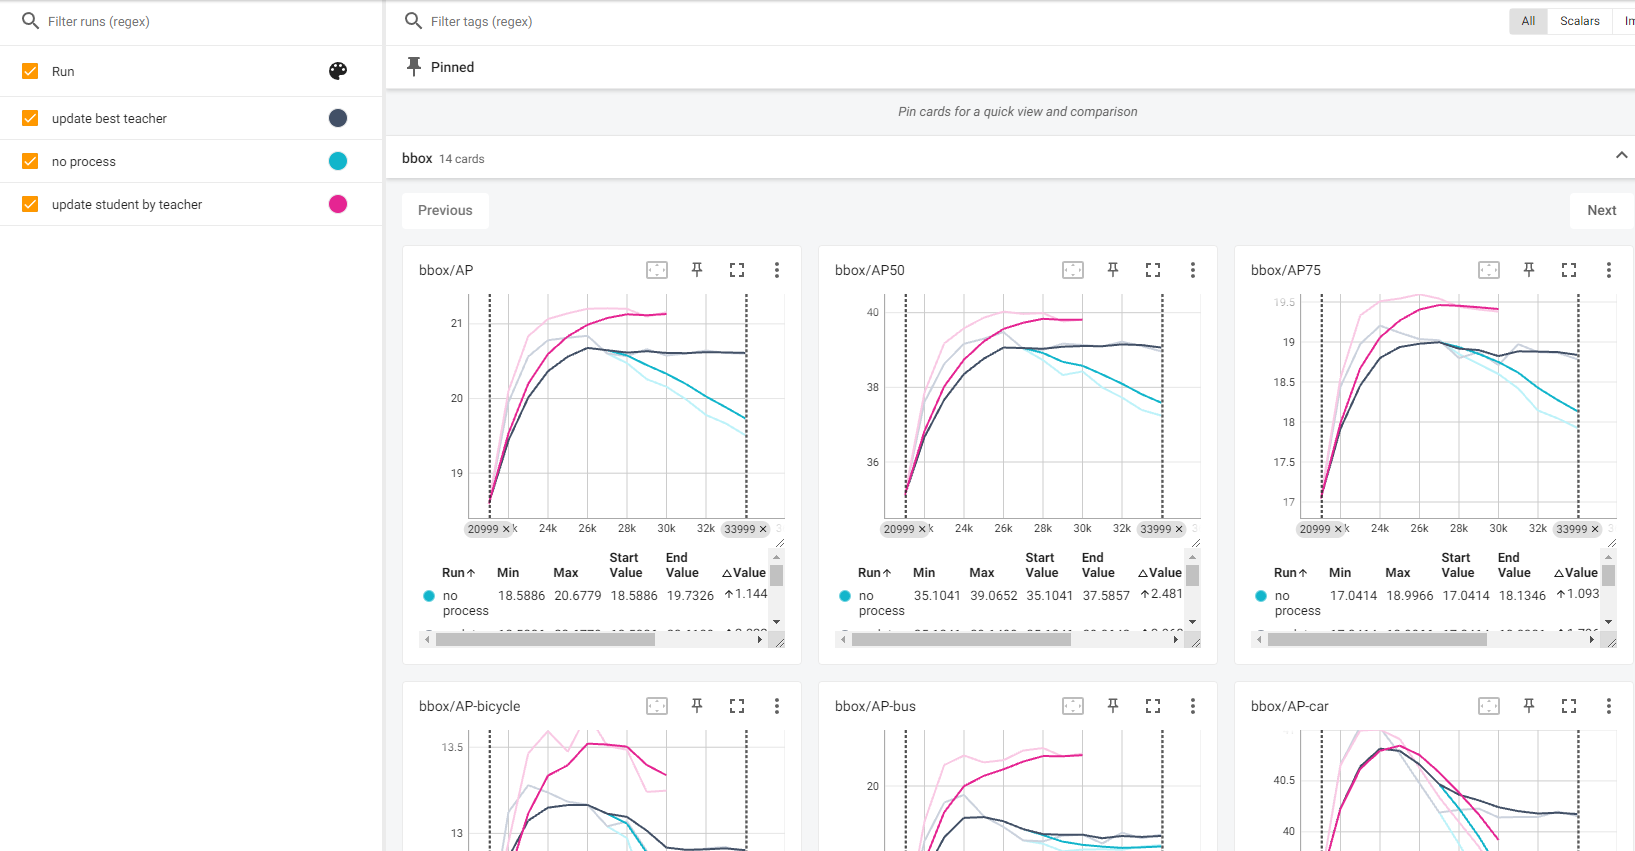 Filter runs (regex)
Filter tags (regex)
All
Scalars
Run
Pinned
update best teacher
Pin cards for a quick view and comparison
no process
bbox 14 cards
update student by teacher
Previous
Next
bbox/AP
21
20
19
20999 ×
24k 26k 28k 30k 32k
33999 ×
Run↑ Min Max Start Value End Value △Value
no process 18.5886 20.6779 18.5886 19.7326 ↑1.144
bbox/AP50
40
38
36
20999 ×
24k 26k 28k 30k 32k
33999 ×
Run↑ Min Max Start Value End Value △Value
no process 35.1041 39.0652 35.1041 37.5857 ↑2.481
bbox/AP75
19.5
19
18.5
18
17.5
17
20999 ×
24k 26k 28k 30k 32k
33999 ×
Run↑ Min Max Start Value End Value △Value
no process 17.0414 18.9966 17.0414 18.1346 ↑1.093
bbox/AP-bicycle
13.5
13
bbox/AP-bus
20
bbox/AP-car
40.5
40